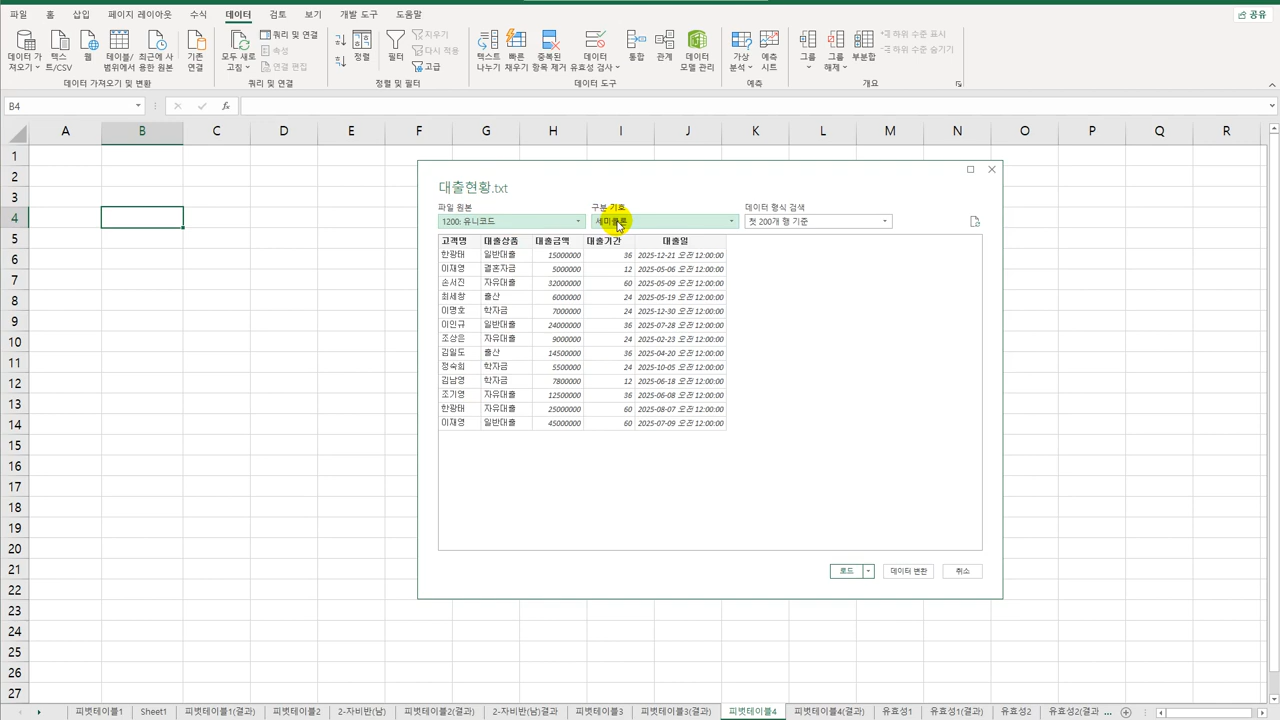 파일 홈 삽입 페이지 레이아웃 수식 데이터 검토 보기 개발 도구 도움말 공유
데이터 가져오기 텍스트/CSV 웹 테이블/범위에서 최근에 사용한 원본 기존 연결 모두 새로 고침 쿼리 및 연결 속성 연결 편집 정렬 필터 지우기 다시 적용 고급 텍스트 나누기 빠른 채우기 중복된 항목 제거 데이터 유효성 검사 통합 관계 데이터 모델 관리 가상 분석 예측 시트 그룹 그룹 해제 부분합 하위 수준 표시 하위 수준 숨기기
데이터 가져오기 및 변환 쿼리 및 연결 정렬 및 필터 데이터 도구 예측 개요
B4 fx
A B C D E F G H I J K L M N O P Q R
1
2
3
4
5
6
7
8
9
10
11
12
13
14
15
16
17
18
19
20
21
22
23
24
25
26
27
대출현황.txt
파일 원본 구분 기호 데이터 형식 검색
1200: 유니코드 세미콜론 첫 200개 행 기준
고객명 대출상품 대출금액 대출기간 대출일
한광태 일반대출 15000000 36 2025-12-21 오전 12:00:00
이재영 결혼자금 5000000 12 2025-05-06 오전 12:00:00
손서진 자유대출 32000000 60 2025-05-09 오전 12:00:00
최세창 출산 6000000 24 2025-05-19 오전 12:00:00
이명호 학자금 7000000 24 2025-12-30 오전 12:00:00
이민규 일반대출 24000000 36 2025-07-28 오전 12:00:00
조상은 자유대출 9000000 24 2025-02-23 오전 12:00:00
김일도 출산 14500000 36 2025-04-20 오전 12:00:00
정숙희 학자금 5500000 24 2025-10-05 오전 12:00:00
김남영 학자금 7800000 12 2025-06-18 오전 12:00:00
조기영 자유대출 12500000 36 2025-06-08 오전 12:00:00
한광태 자유대출 25000000 60 2025-08-07 오전 12:00:00
이재영 일반대출 45000000 60 2025-07-09 오전 12:00:00
로드 데이터 변환 취소
피벗테이블1 Sheet1 피벗테이블1(결과) 피벗테이블2 2-자비반(남) 피벗테이블2(결과) 2-자비반(남)결과 피벗테이블3 피벗테이블3(결과) 피벗테이블4 피벗테이블4(결과) 유효성1 유효성1(결과) 유효성2 유효성2(결과 ...